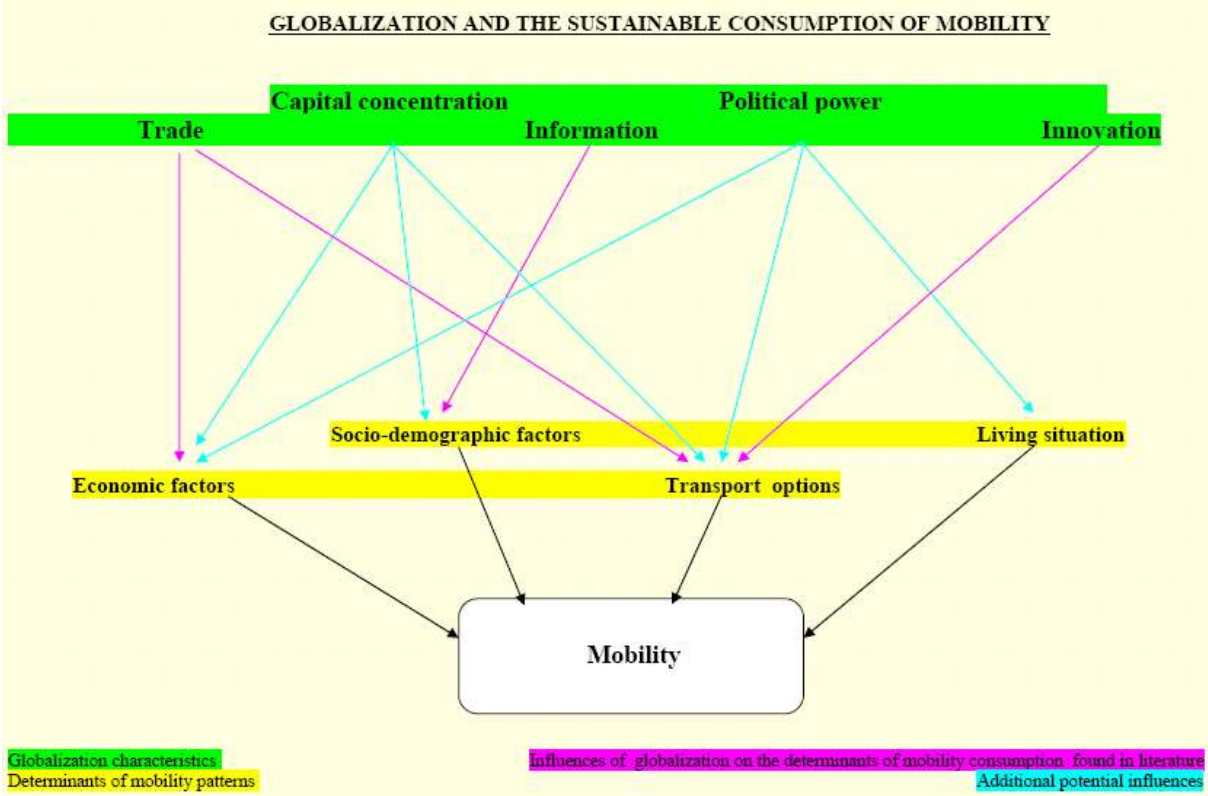 GLOBALIZATION AND THE SUSTAINABLE CONSUMPTION OF MOBILITY
Capital concentration Political power
Trade Information Innovation
Socio-demographic factors Living situation
Economic factors Transport options
Mobility
Globalization characteristics Influences of globalization on the determinants of mobility consumption found in literature
Determinants of mobility patterns Additional potential influences